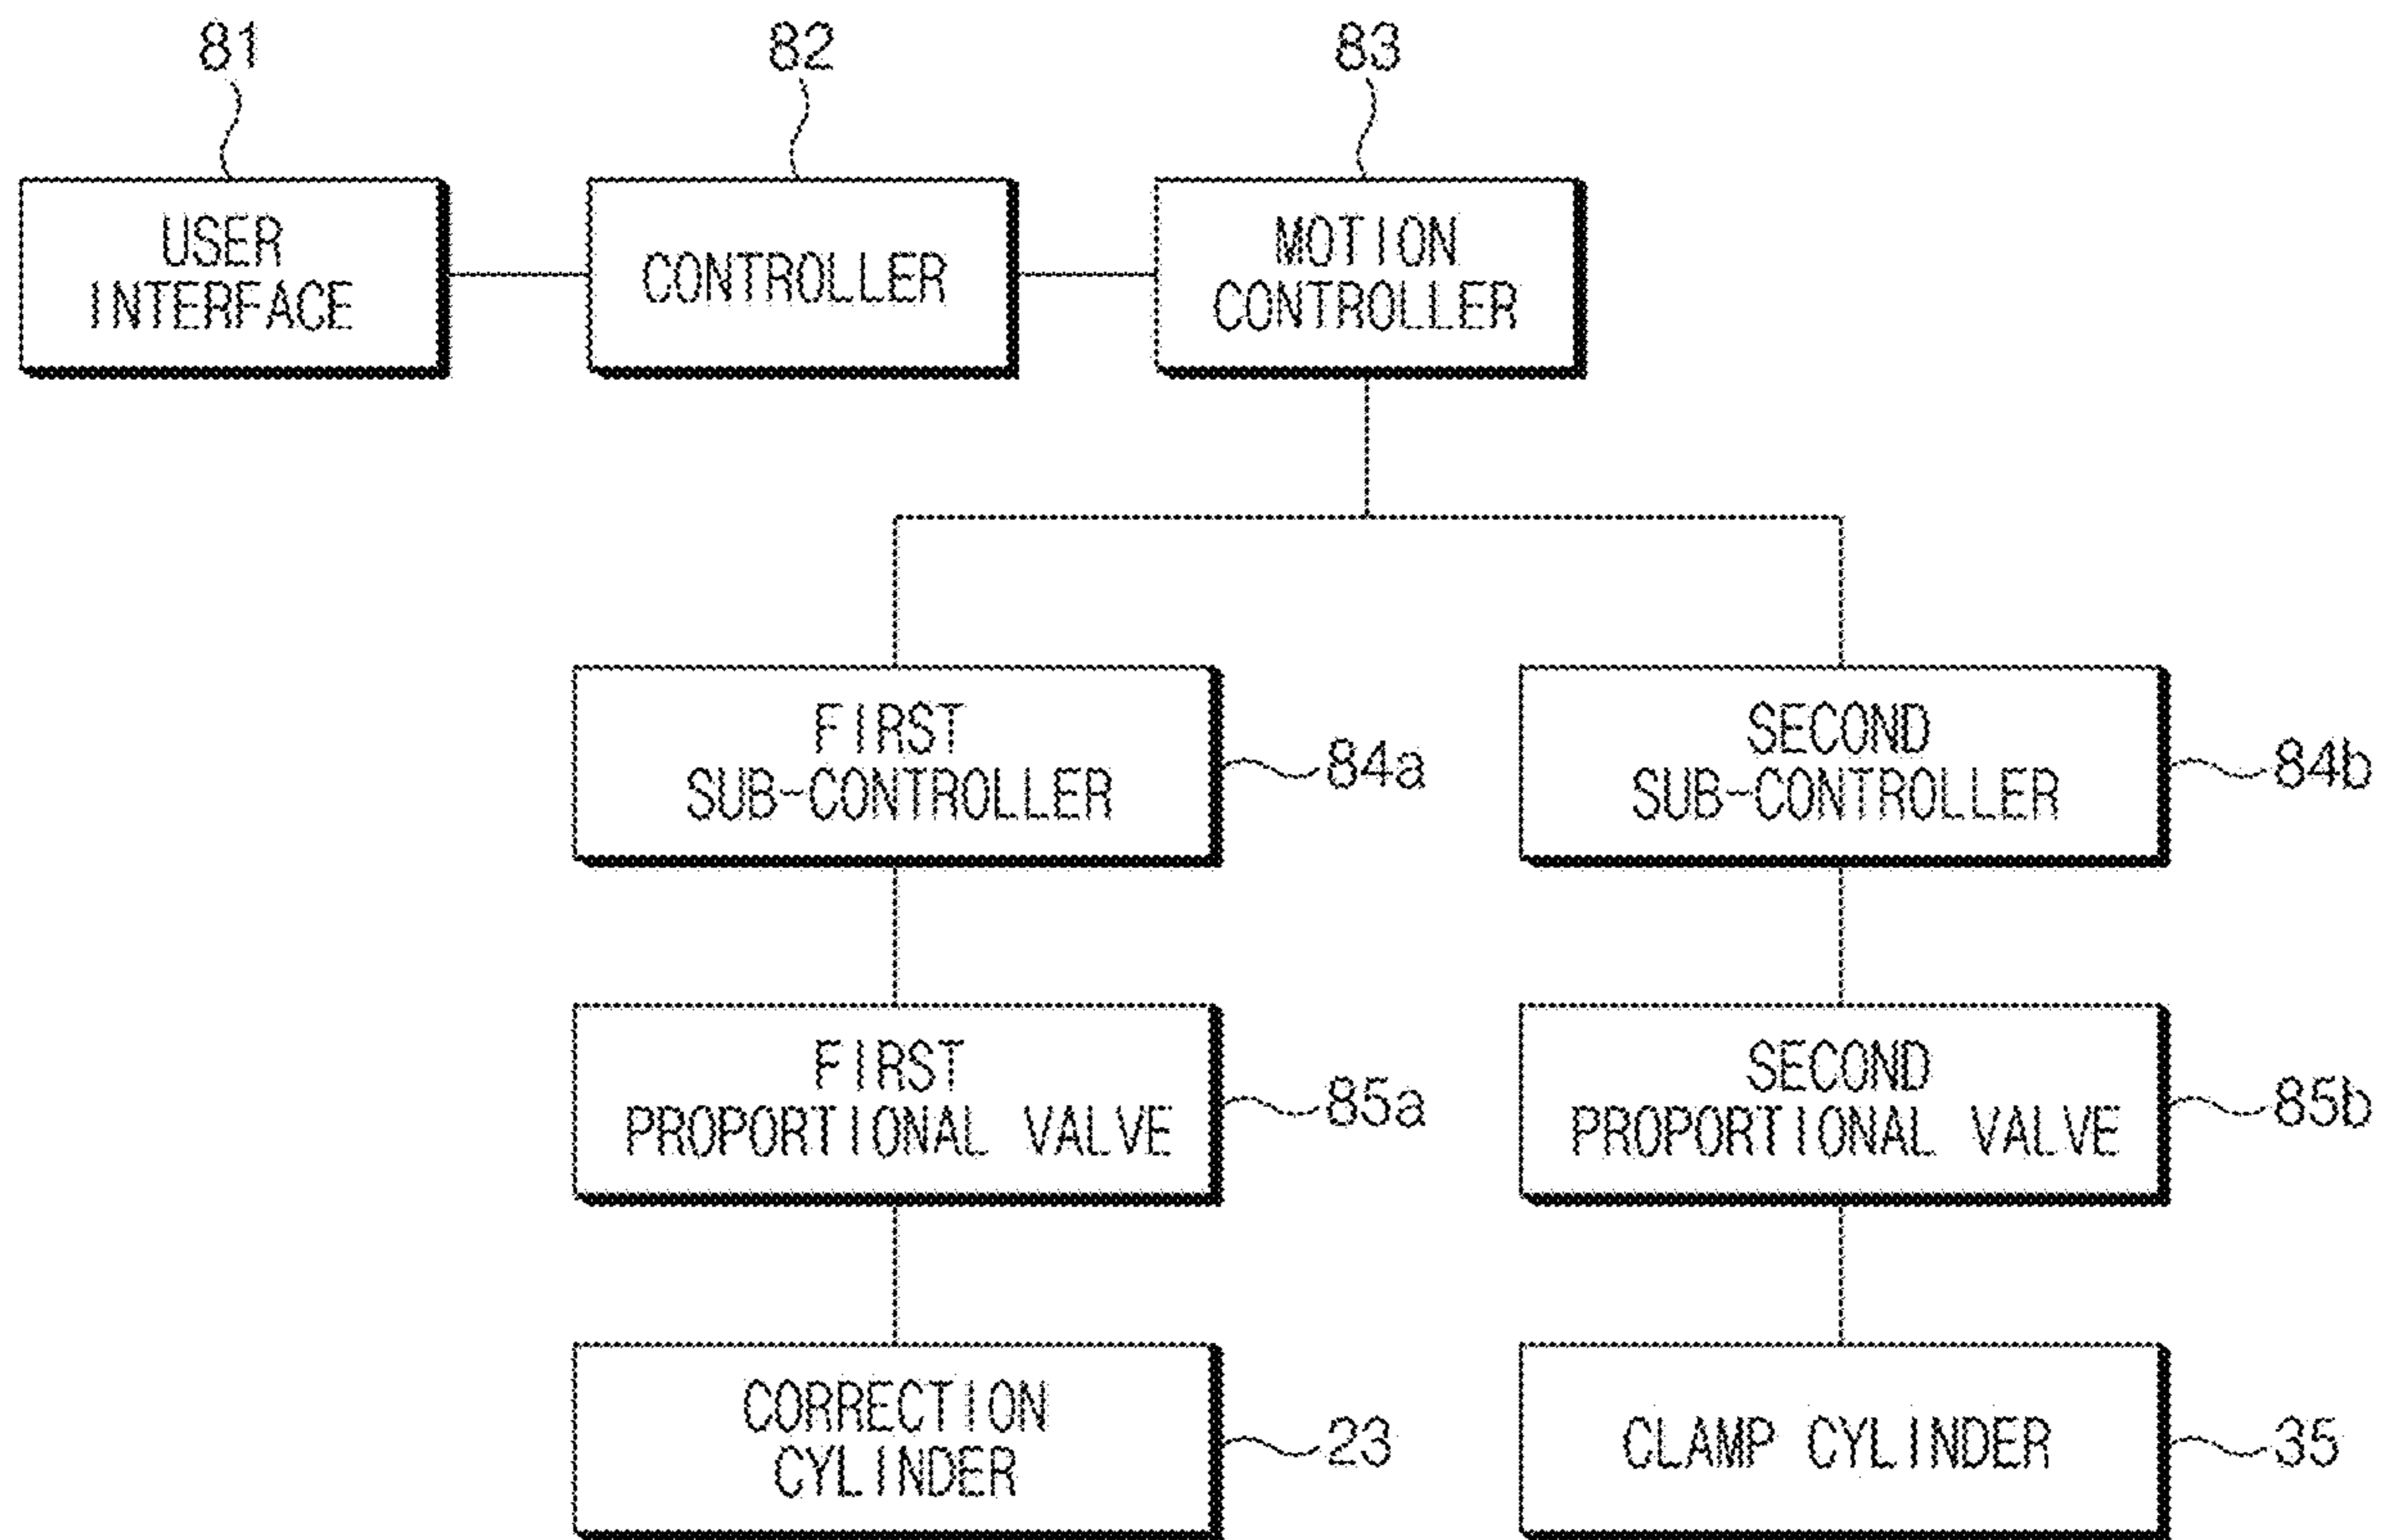 81
82
83
USER
INTERFACE
CONTROLLER
MOTION
CONTROLLER
FIRST
SUB-CONTROLLER
84a
SECOND
SUB-CONTROLLER
84b
FIRST
PROPORTIONAL VALVE
85a
SECOND
PROPORTIONAL VALVE
85b
CORRECTION
CYLINDER
23
CLAMP CYLINDER
35